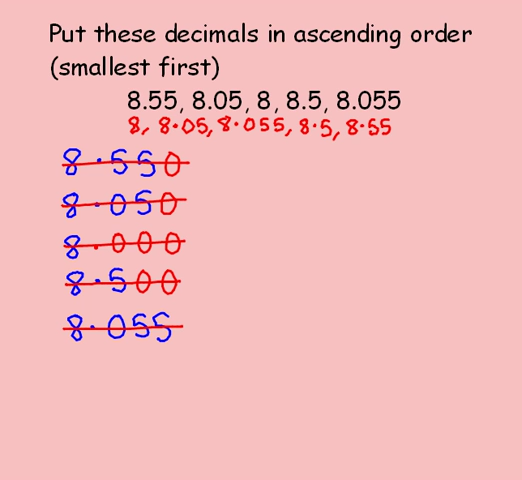 Put these decimals in ascending order
(smallest first)
8.55, 8.05, 8, 8.5, 8.055
8, 8·05, 8·055, 8·5, 8·55
8·550
8·050
8·000
8·500
8·055